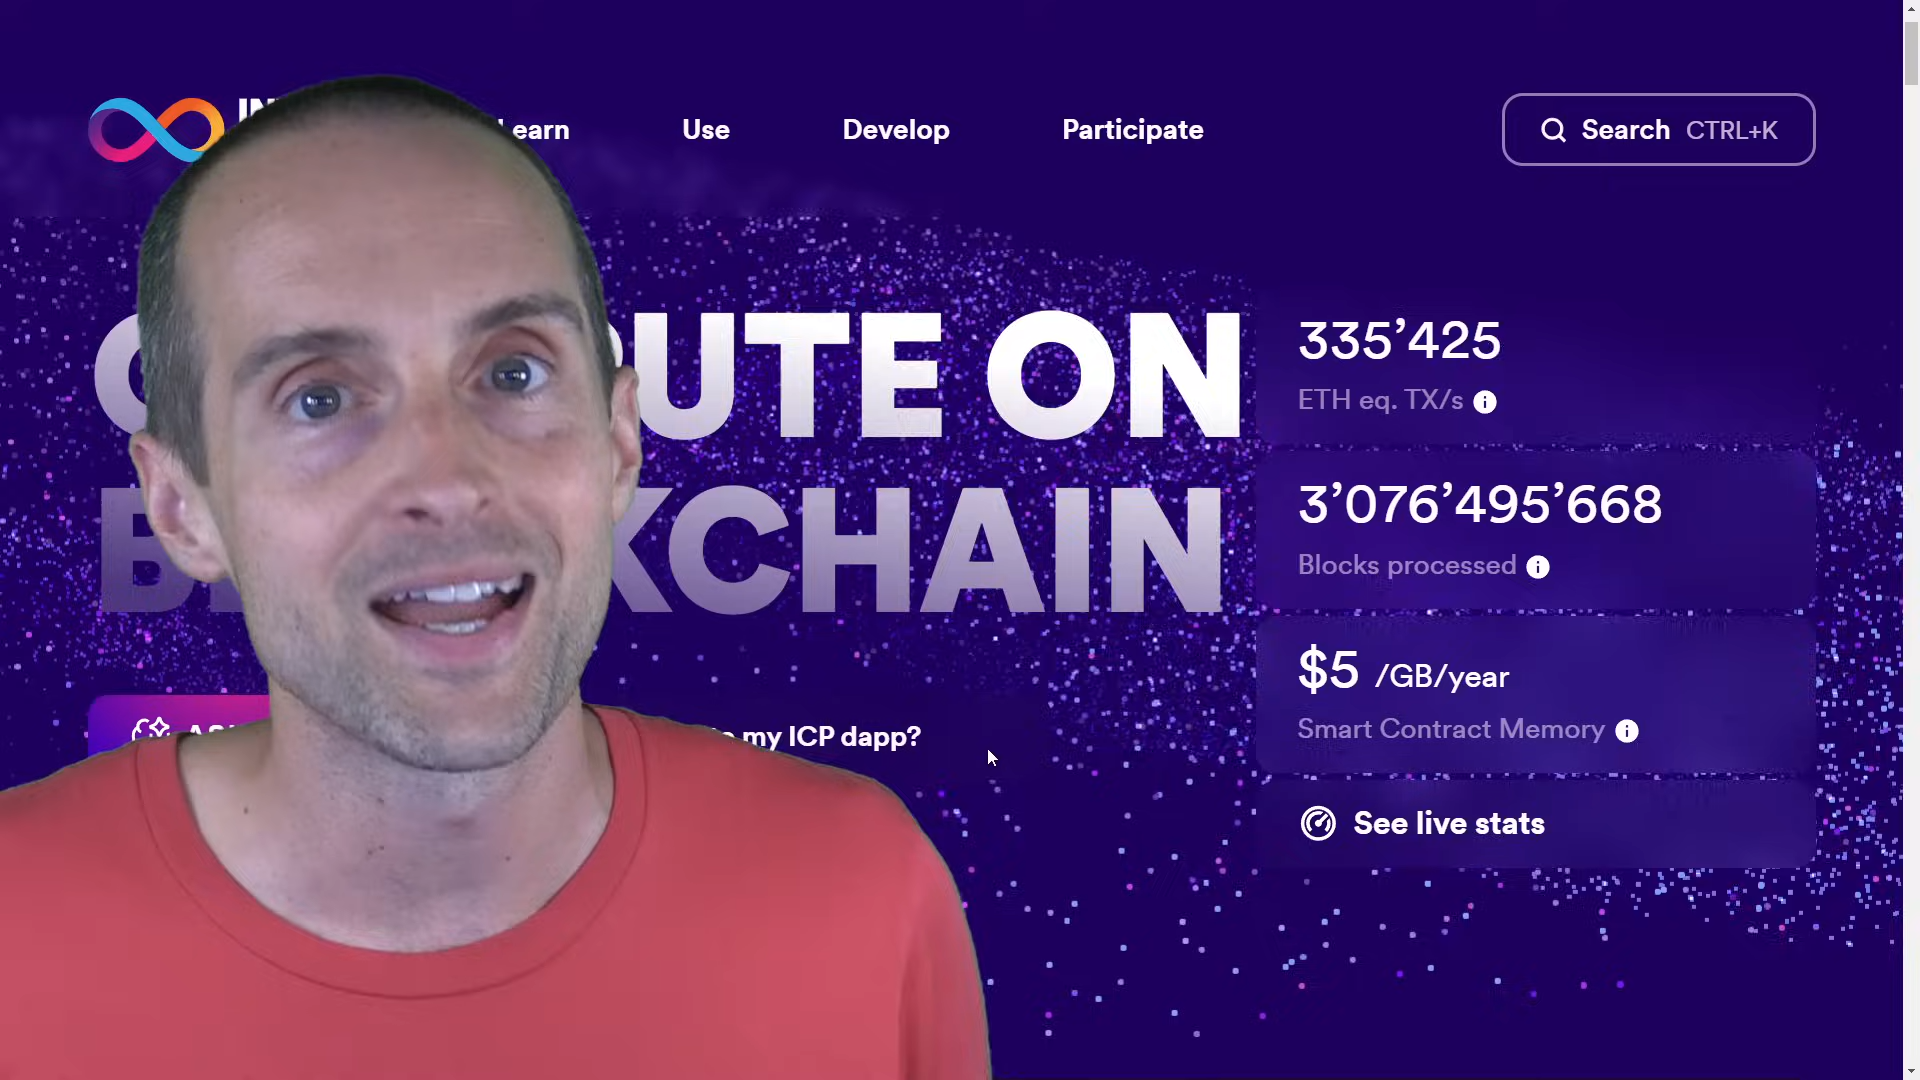 Learn
Use
Develop
Participate
Search CTRL+K
UTE ON
KCHAIN
my ICP dapp?
335’425
ETH eq. TX/s
3’076’495’668
Blocks processed
$5 /GB/year
Smart Contract Memory
See live stats